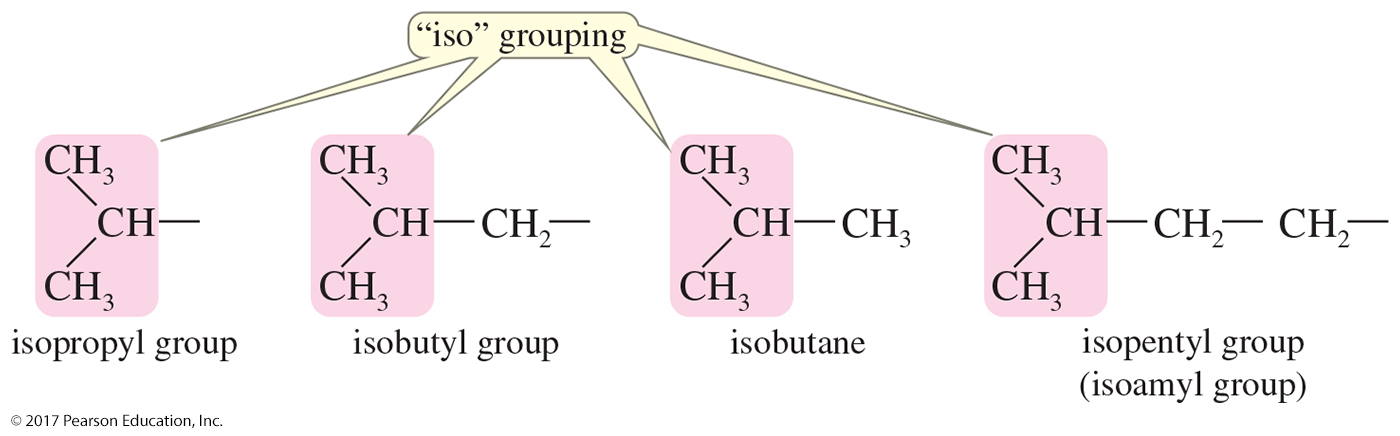 “iso” grouping
CH₃ CH₃ CH₃ CH₃
CH— CH—CH₂— CH—CH₃ CH—CH₂—CH₂—
CH₃ CH₃ CH₃ CH₃
isopropyl group isobutyl group isobutane isopentyl group
(isoamyl group)
© 2017 Pearson Education, Inc.